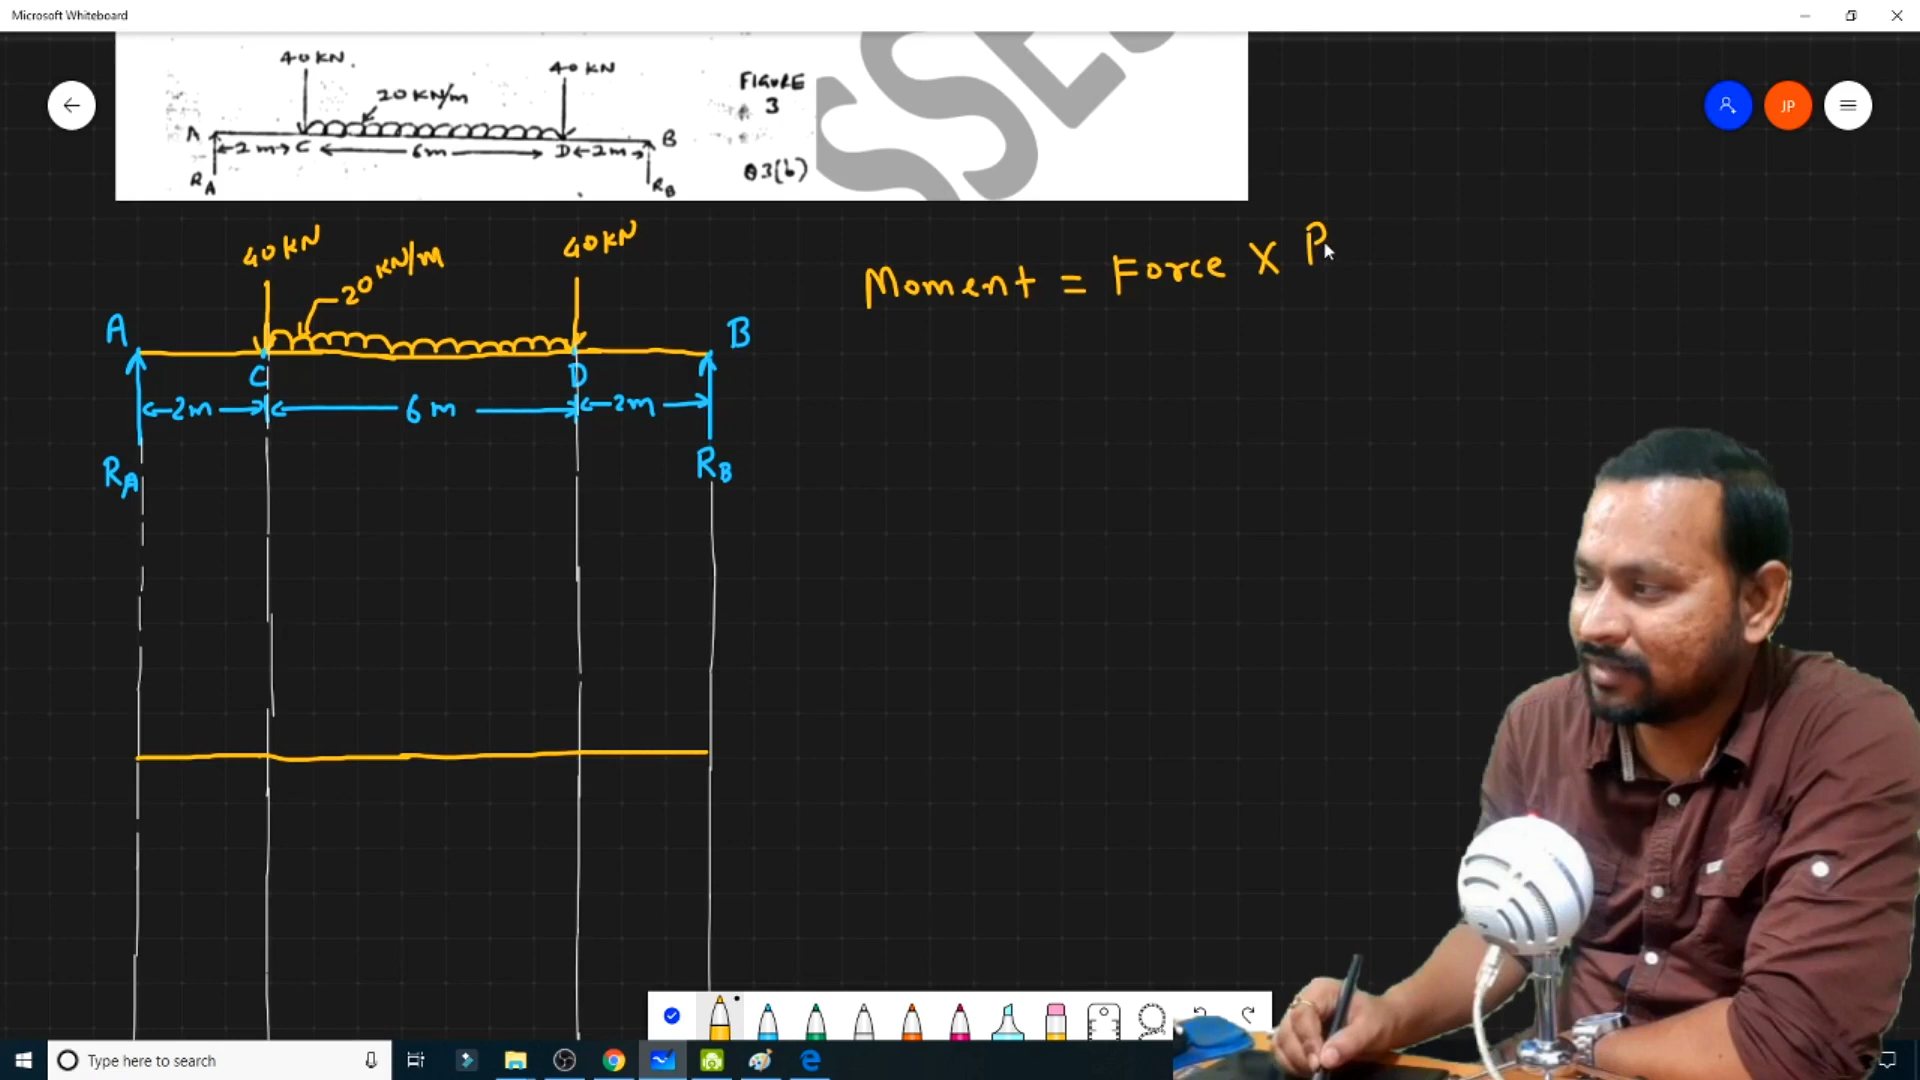 Microsoft Whiteboard
40 KN.
40 KN
20 KN/m
FIGURE
3
A
2 m
C
6m
D
2m
B
RA
RB
Q3(b)
JP
40 KN
20 KN/m
40 KN
Moment = Force X P
A
B
C
D
2m
6 m
2m
RA
RB
Type here to search